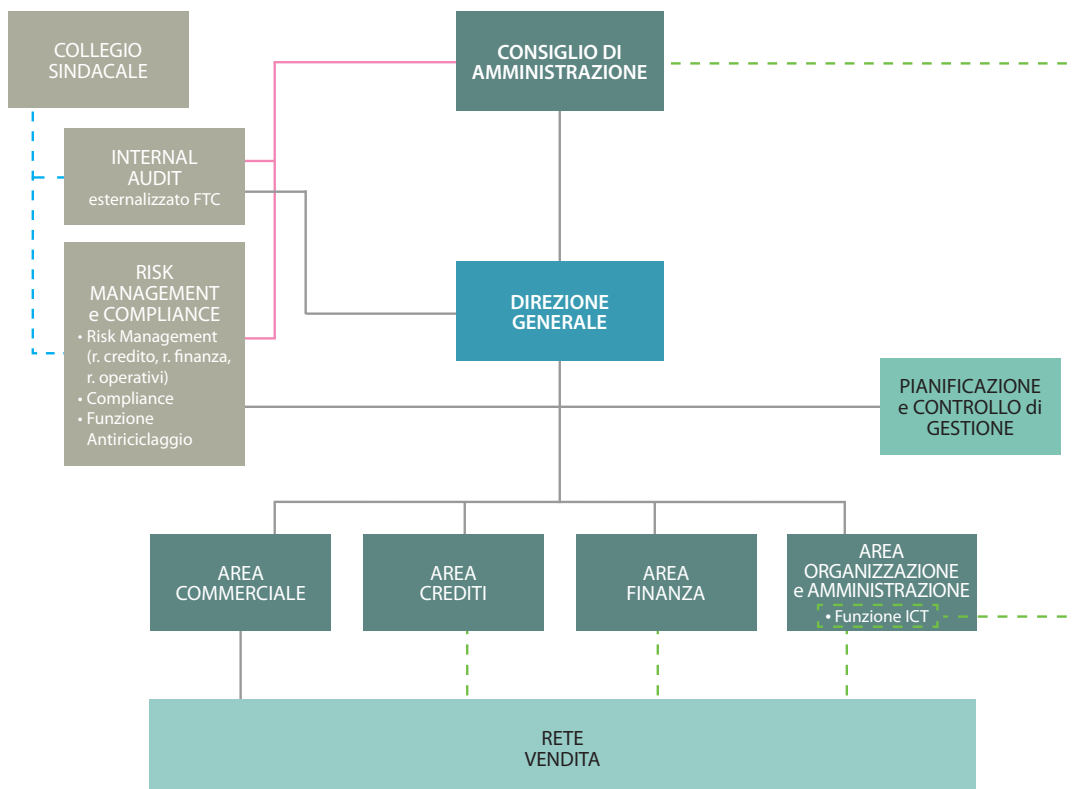 COLLEGIO
SINDACALE
CONSIGLIO DI
AMMINISTRAZIONE
INTERNAL
AUDIT
esternalizzato FTC
RISK
MANAGEMENT
e COMPLIANCE
• Risk Management
(r. credito, r. finanza,
r. operativi)
• Compliance
• Funzione
Antiriciclaggio
DIREZIONE
GENERALE
PIANIFICAZIONE
e CONTROLLO di
GESTIONE
AREA
COMMERCIALE
AREA
CREDITI
AREA
FINANZA
AREA
ORGANIZZAZIONE
e AMMINISTRAZIONE
• Funzione ICT
RETE
VENDITA